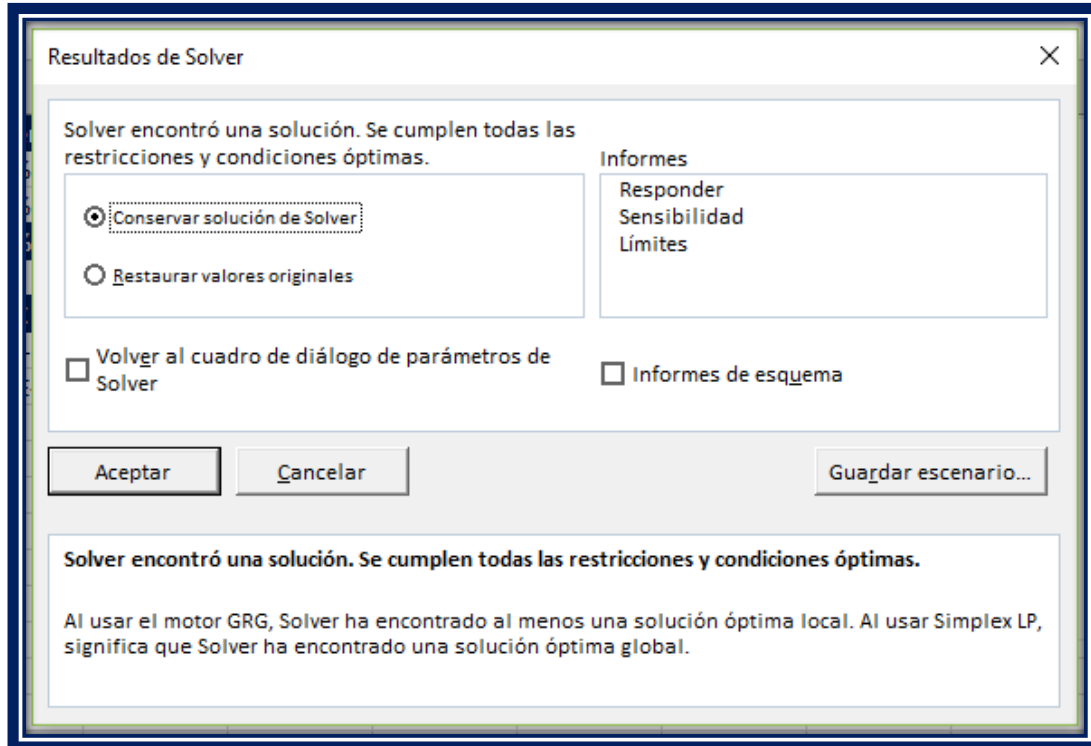 Resultados de Solver
Solver encontró una solución. Se cumplen todas las
restricciones y condiciones óptimas.
Informes
Conservar solución de Solver
Restaurar valores originales
Responder
Sensibilidad
Límites
Volver al cuadro de diálogo de parámetros de
Solver
Informes de esquema
Aceptar
Cancelar
Guardar escenario...
Solver encontró una solución. Se cumplen todas las restricciones y condiciones óptimas.
Al usar el motor GRG, Solver ha encontrado al menos una solución óptima local. Al usar Simplex LP,
significa que Solver ha encontrado una solución óptima global.